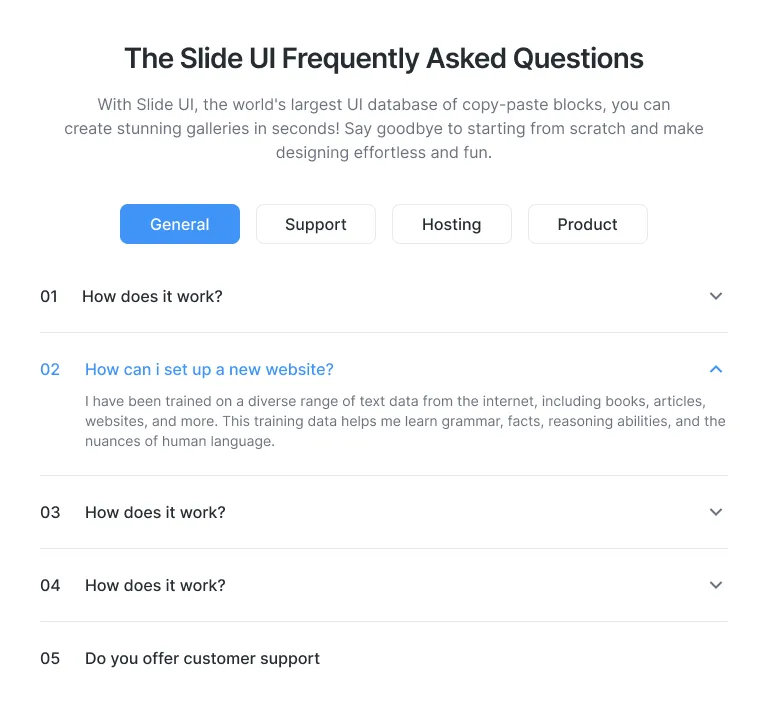 The Slide UI Frequently Asked Questions
With Slide UI, the world's largest UI database of copy-paste blocks, you can
create stunning galleries in seconds! Say goodbye to starting from scratch and make
designing effortless and fun.
General Support Hosting Product
01 How does it work?
02 How can i set up a new website?
I have been trained on a diverse range of text data from the internet, including books, articles,
websites, and more. This training data helps me learn grammar, facts, reasoning abilities, and the
nuances of human language.
03 How does it work?
04 How does it work?
05 Do you offer customer support